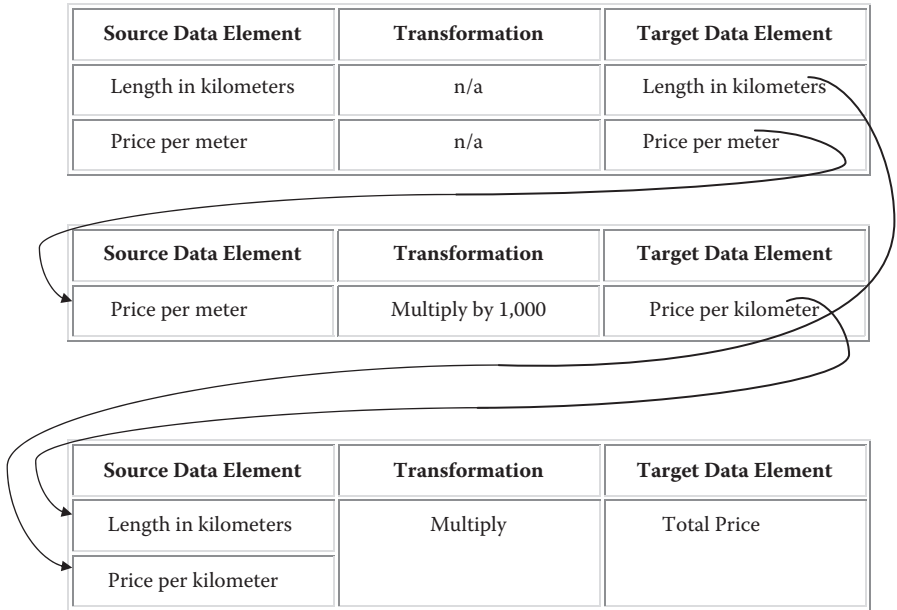 Source Data Element Transformation Target Data Element
Length in kilometers n/a Length in kilometers
Price per meter n/a Price per meter
Source Data Element Transformation Target Data Element
Price per meter Multiply by 1,000 Price per kilometer
Source Data Element Transformation Target Data Element
Length in kilometers Multiply Total Price
Price per kilometer